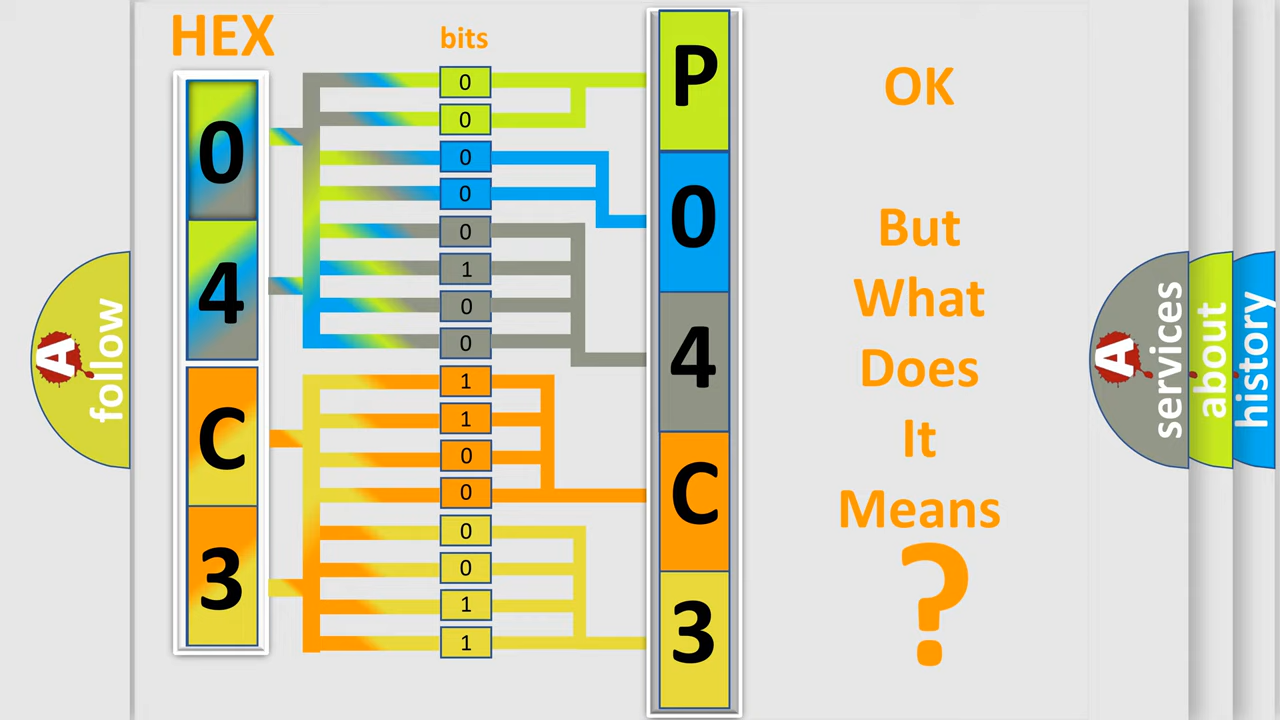 HEX
bits
0
4
C
3
0
0
0
0
0
1
0
0
1
1
0
0
0
0
1
1
P
0
4
C
3
OK
But
What
Does
It
Means
?
A
follow
A
services
about
history